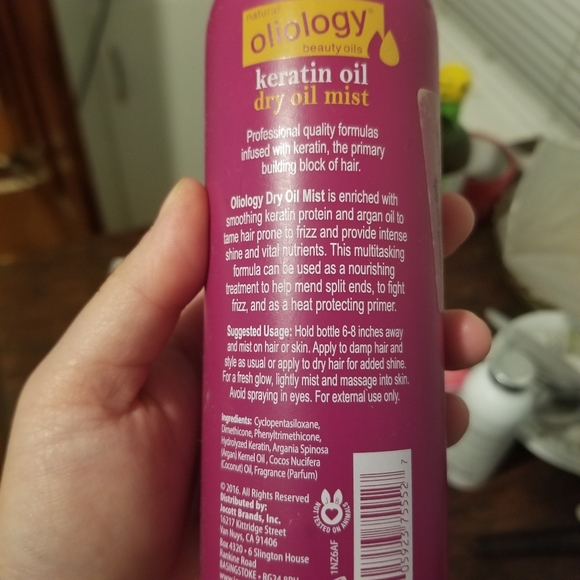 natural
oliology
beauty oils
keratin oil
dry oil mist
Professional quality formulas
infused with keratin, the primary
building block of hair.
Oliology Dry Oil Mist is enriched with
smoothing keratin protein and argan oil to
tame hair prone to frizz and provide intense
shine and vital nutrients. This multitasking
formula can be used as a nourishing
treatment to help mend split ends, to fight
frizz, and as a heat protecting primer.
Suggested Usage: Hold bottle 6-8 inches away
and mist on hair or skin. Apply to damp hair and
style as usual or apply to dry hair for added shine.
For a fresh glow, lightly mist and massage into skin.
Avoid spraying in eyes. For external use only.
Ingredients: Cyclopentasiloxane,
Dimethicone, Phenyltrimethicone,
Hydrolyzed Keratin, Argania Spinosa
(Argan) Kernel Oil , Cocos Nucifera
(Coconut) Oil, Fragrance (Parfum)
© 2016. All Rights Reserved
Distributed by:
Jocott Brands, Inc.
16217 Kittridge Street
Van Nuys, CA 91406
Box 4320 • 6 Slington House
Rankine Road
BASINGSTOKE • RG24 8PH
NOT TESTED ON ANIMALS
1NZ6AF
05923 75552 7